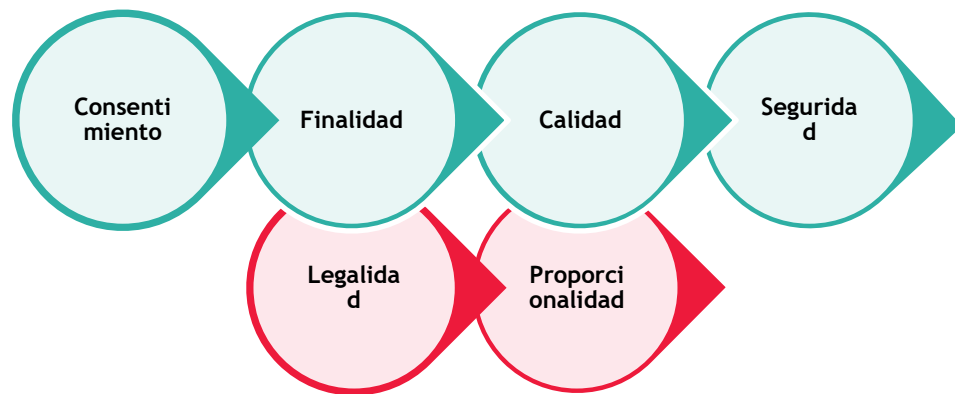 Consenti
miento
Finalidad
Calidad
Segurida
d
Legalida
d
Proporci
onalidad